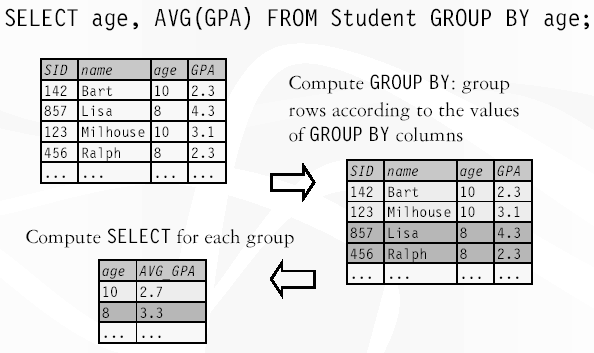 SELECT age, AVG(GPA) FROM Student GROUP BY age;
SID name age GPA
142 Bart 10 2.3
857 Lisa 8 4.3
123 Milhouse 10 3.1
456 Ralph 8 2.3
... ... ... ...
Compute GROUP BY: group
rows according to the values
of GROUP BY columns
SID name age GPA
142 Bart 10 2.3
123 Milhouse 10 3.1
857 Lisa 8 4.3
456 Ralph 8 2.3
... ... ... ...
Compute SELECT for each group
age AVG_GPA
10 2.7
8 3.3
... ...